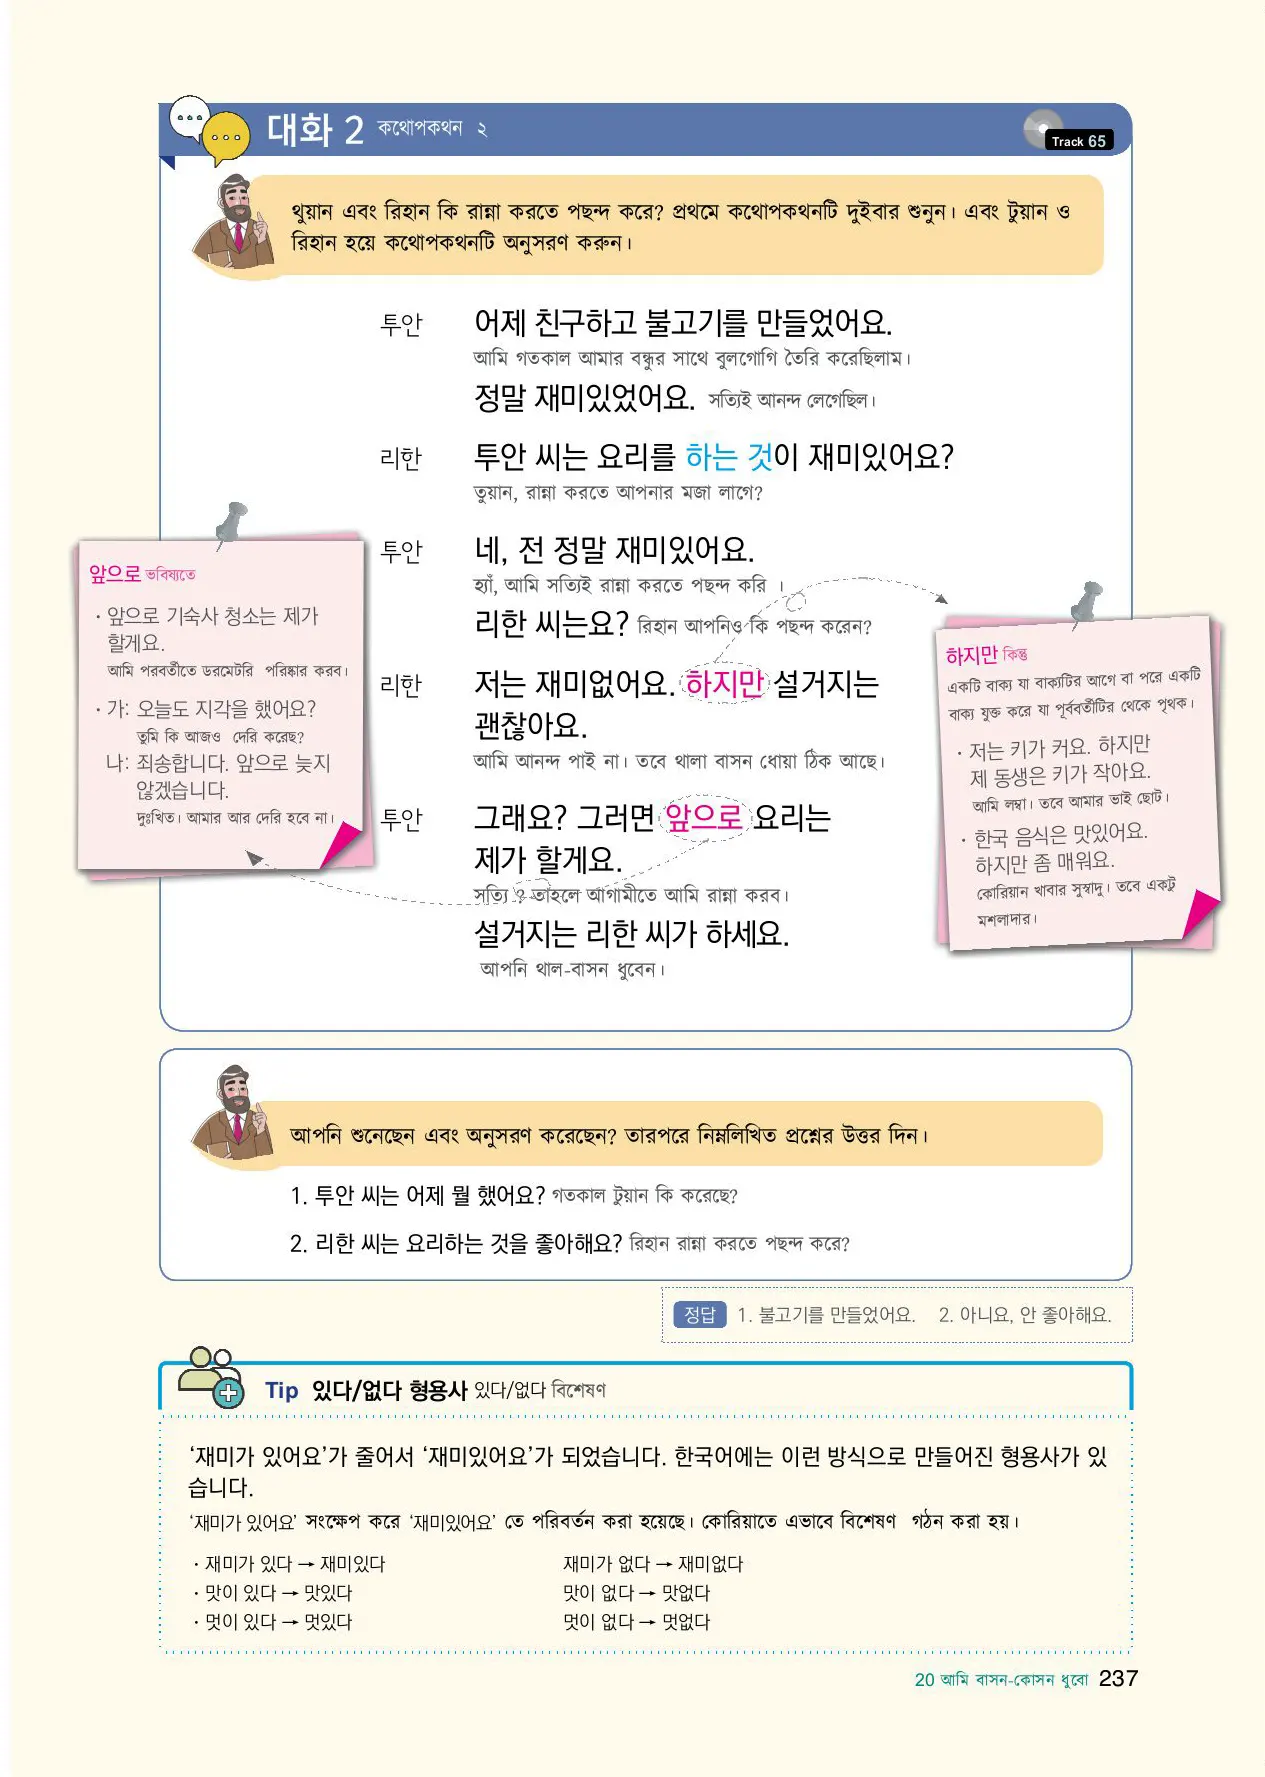 대화 2 কথোপকথন ২
Track 65
থুয়ান এবং রিহান কি রান্না করতে পছন্দ করে? প্রথমে কথোপকথনটি দুইবার শুনুন। এবং টুয়ান ও
রিহান হয়ে কথোপকথনটি অনুসরণ করুন।
투안 어제 친구하고 불고기를 만들었어요.
আমি গতকাল আমার বন্ধুর সাথে বুলগোগি তৈরি করেছিলাম।
정말 재미있었어요. সত্যিই আনন্দ লেগেছিল।
리한 투안 씨는 요리를 하는 것이 재미있어요?
তুয়ান, রান্না করতে আপনার মজা লাগে?
투안 네, 전 정말 재미있어요.
হ্যাঁ, আমি সত্যিই রান্না করতে পছন্দ করি ।
리한 씨는요? রিহান আপনিও কি পছন্দ করেন?
리한 저는 재미없어요. 하지만 설거지는
괜찮아요.
আমি আনন্দ পাই না। তবে থালা বাসন ধোয়া ঠিক আছে।
투안 그래요? 그러면 앞으로 요리는
제가 할게요.
সত্যি ? তাহলে আগামীতে আমি রান্না করব।
설거지는 리한 씨가 하세요.
আপনি থাল-বাসন ধুবেন।
앞으로 ভবিষ্যতে
· 앞으로 기숙사 청소는 제가
할게요.
আমি পরবর্তীতে ডরমেটরি পরিষ্কার করব।
· 가: 오늘도 지각을 했어요?
তুমি কি আজও দেরি করেছ?
나: 죄송합니다. 앞으로 늦지
않겠습니다.
দুঃখিত। আমার আর দেরি হবে না।
하지만 কিন্তু
একটি বাক্য যা বাক্যটির আগে বা পরে একটি
বাক্য যুক্ত করে যা পূর্ববর্তীটির থেকে পৃথক।
· 저는 키가 커요. 하지만
제 동생은 키가 작아요.
আমি লম্বা। তবে আমার ভাই ছোট।
· 한국 음식은 맛있어요.
하지만 좀 매워요.
কোরিয়ান খাবার সুস্বাদু। তবে একটু
মশলাদার।
আপনি শুনেছেন এবং অনুসরণ করেছেন? তারপরে নিম্নলিখিত প্রশ্নের উত্তর দিন।
1. 투안 씨는 어제 뭘 했어요? গতকাল টুয়ান কি করেছে?
2. 리한 씨는 요리하는 것을 좋아해요? রিহান রান্না করতে পছন্দ করে?
정답 1. 불고기를 만들었어요. 2. 아니요, 안 좋아해요.
Tip 있다/없다 형용사 있다/없다 বিশেষণ
‘재미가 있어요’가 줄어서 ‘재미있어요’가 되었습니다. 한국어에는 이런 방식으로 만들어진 형용사가 있
습니다.
‘재미가 있어요’ সংক্ষেপ করে ‘재미있어요’ তে পরিবর্তন করা হয়েছে। কোরিয়াতে এভাবে বিশেষণ গঠন করা হয়।
· 재미가 있다 → 재미있다 재미가 없다 → 재미없다
· 맛이 있다 → 맛있다 맛이 없다 → 맛없다
· 멋이 있다 → 멋있다 멋이 없다 → 멋없다
20 আমি বাসন-কোসন ধুবো 237